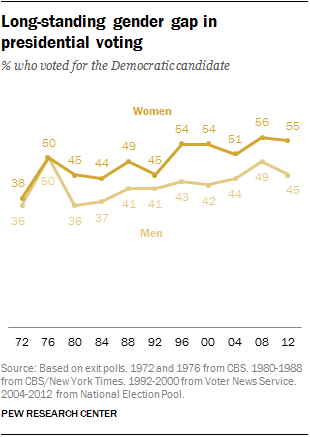 Long-standing gender gap in
presidential voting
% who voted for the Democratic candidate
Women
38 50 45 44 49 45 54 54 51 56 55
36 50 36 37 41 41 43 42 44 49 45
Men
72 76 80 84 88 92 96 00 04 08 12
Source: Based on exit polls. 1972 and 1976 from CBS. 1980-1988
from CBS/New York Times. 1992-2000 from Voter News Service.
2004-2012 from National Election Pool.
PEW RESEARCH CENTER